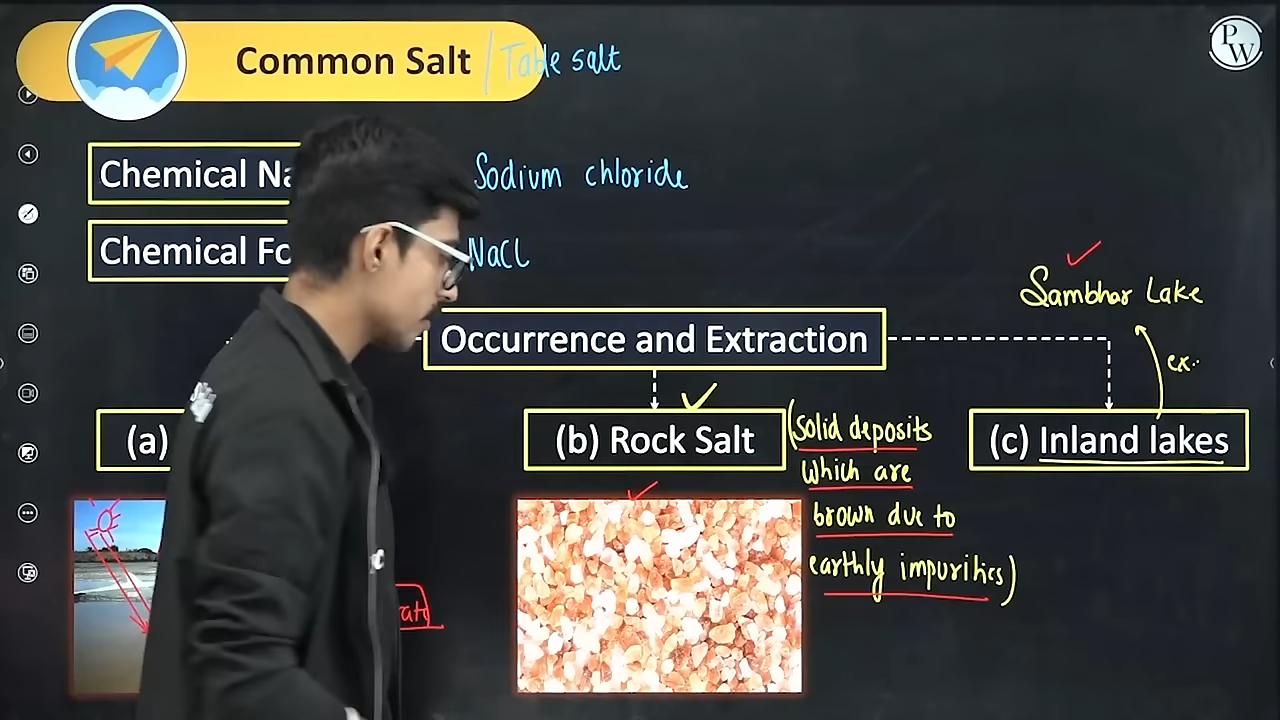 Common Salt / Table salt
P
W
Chemical Na
Sodium chloride
Chemical Fo
NaCl
Sambhar Lake
Occurrence and Extraction
ex..
(a)
(b) Rock Salt
(Solid deposits
which are
brown due to
earthly impurities)
(c) Inland lakes